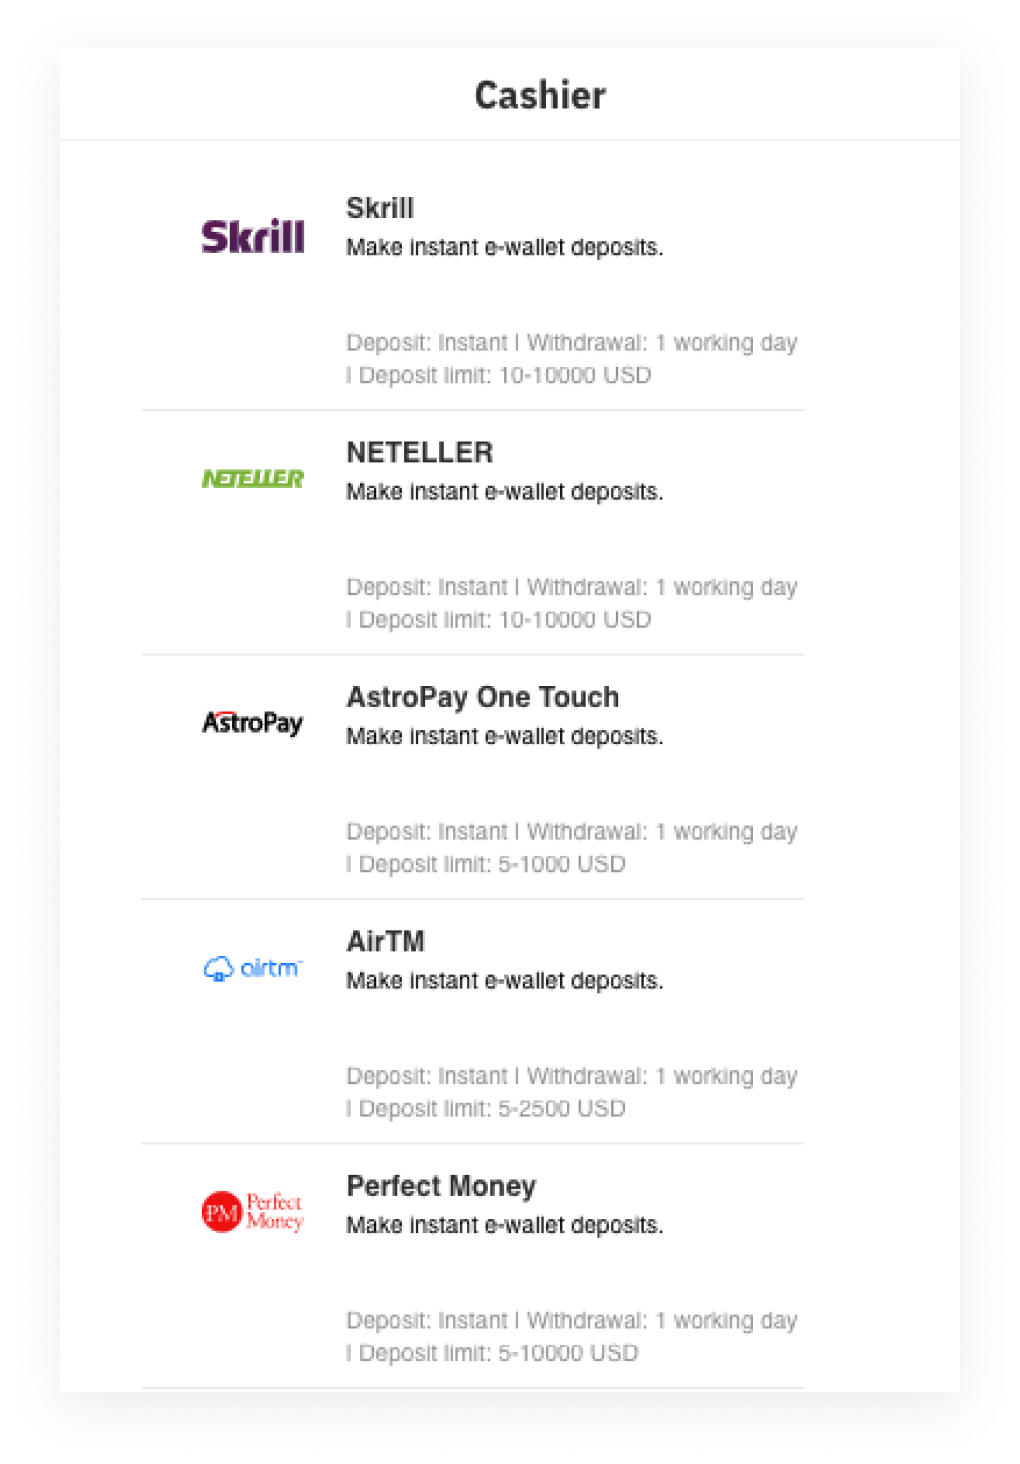 Cashier
Skrill
Skrill
Make instant e-wallet deposits.
Deposit: Instant | Withdrawal: 1 working day
| Deposit limit: 10-10000 USD
NETELLER
NETELLER
Make instant e-wallet deposits.
Deposit: Instant | Withdrawal: 1 working day
| Deposit limit: 10-10000 USD
AstroPay
AstroPay One Touch
Make instant e-wallet deposits.
Deposit: Instant | Withdrawal: 1 working day
| Deposit limit: 5-1000 USD
airtm
AirTM
Make instant e-wallet deposits.
Deposit: Instant | Withdrawal: 1 working day
| Deposit limit: 5-2500 USD
PM Perfect
Money
Perfect Money
Make instant e-wallet deposits.
Deposit: Instant | Withdrawal: 1 working day
| Deposit limit: 5-10000 USD